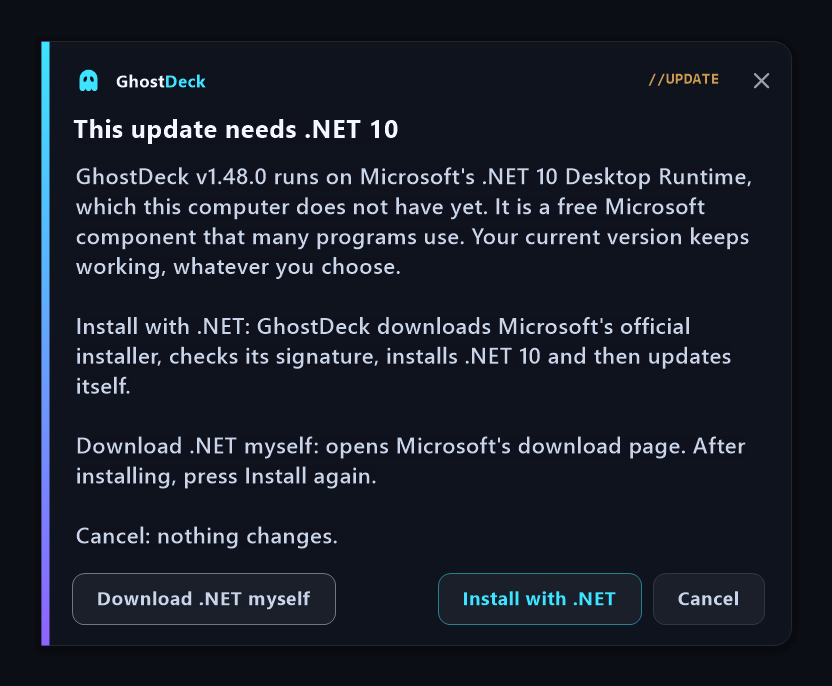 GhostDeck
//UPDATE
This update needs .NET 10
GhostDeck v1.48.0 runs on Microsoft's .NET 10 Desktop Runtime,
which this computer does not have yet. It is a free Microsoft
component that many programs use. Your current version keeps
working, whatever you choose.
Install with .NET: GhostDeck downloads Microsoft's official
installer, checks its signature, installs .NET 10 and then updates
itself.
Download .NET myself: opens Microsoft's download page. After
installing, press Install again.
Cancel: nothing changes.
Download .NET myself
Install with .NET
Cancel